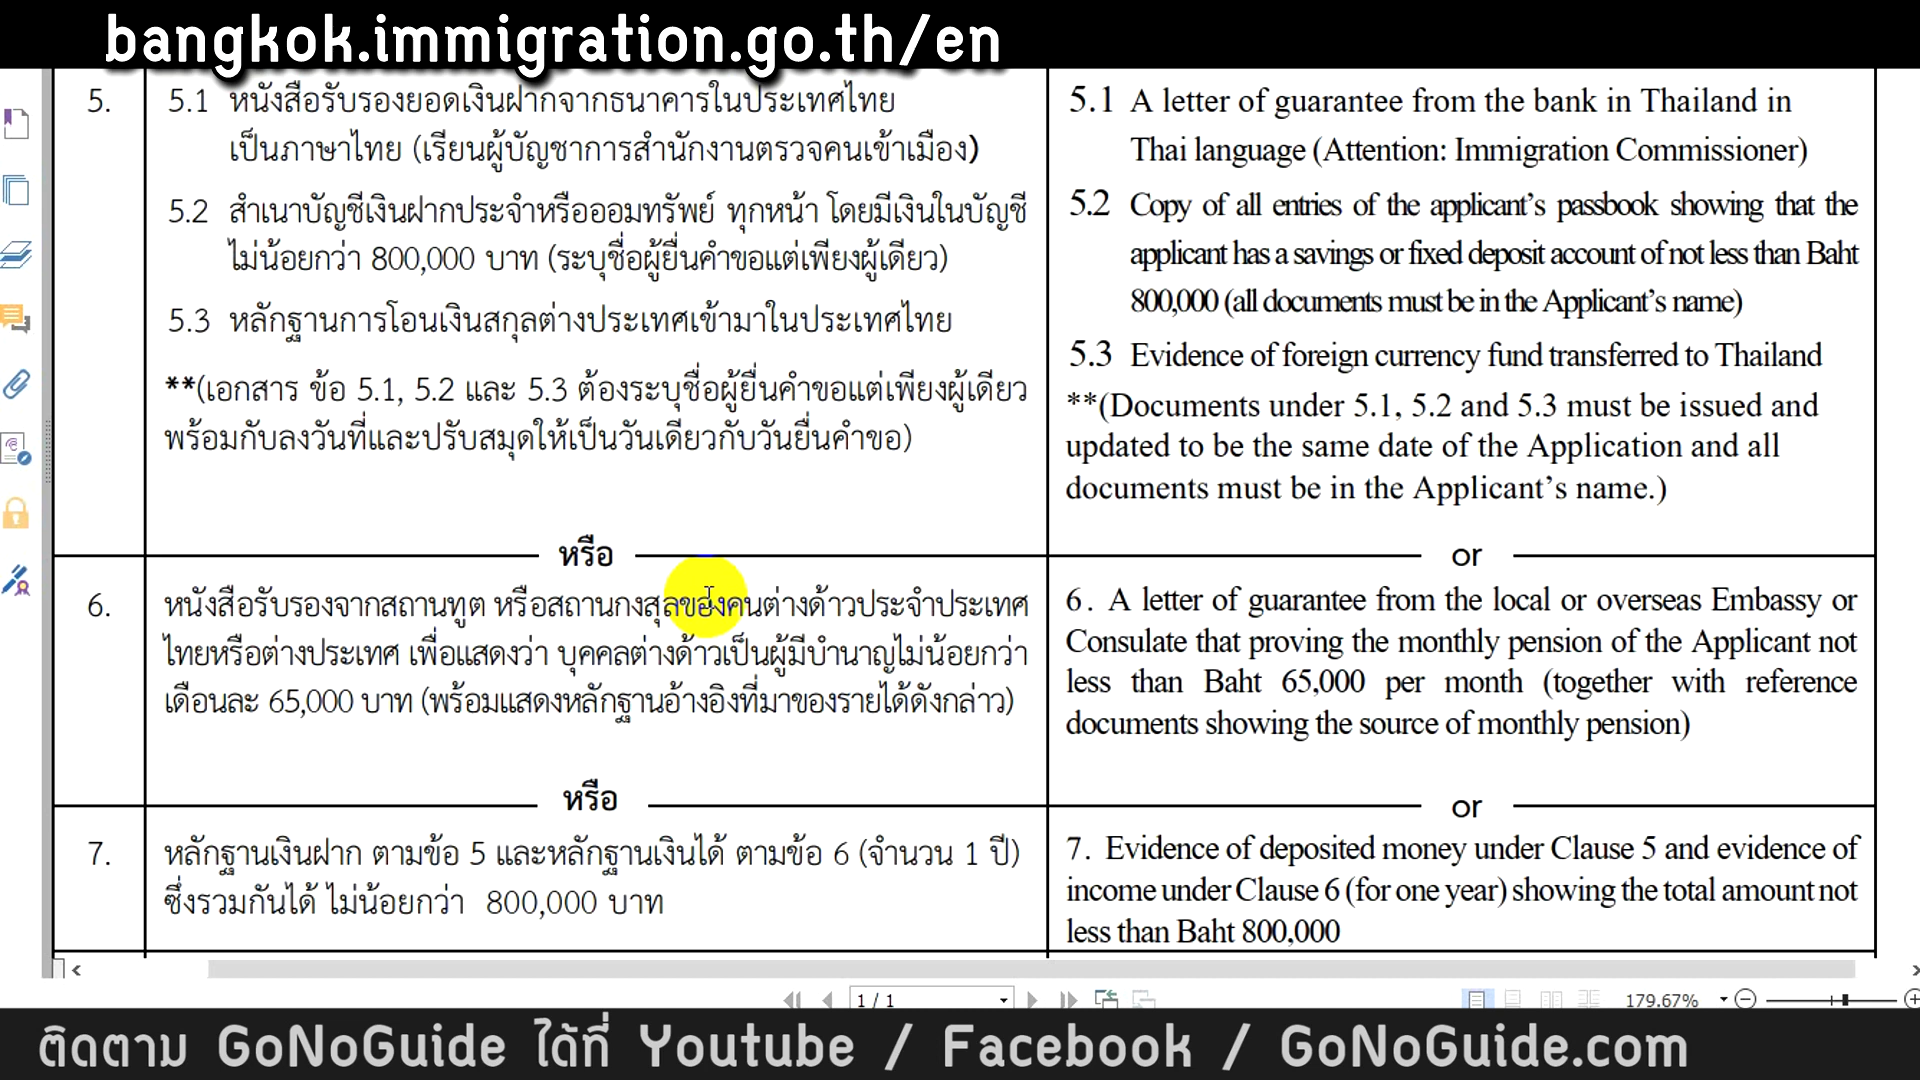 bangkok.immigration.go.th/en
5.
5.1 หนังสือรับรองยอดเงินฝากจากธนาคารในประเทศไทย
เป็นภาษาไทย (เรียนผู้บัญชาการสำนักงานตรวจคนเข้าเมือง)
5.2 สำเนาบัญชีเงินฝากประจำหรือออมทรัพย์ ทุกหน้า โดยมีเงินในบัญชี
ไม่น้อยกว่า 800,000 บาท (ระบุชื่อผู้ยื่นคำขอแต่เพียงผู้เดียว)
5.3 หลักฐานการโอนเงินสกุลต่างประเทศเข้ามาในประเทศไทย
**(เอกสาร ข้อ 5.1, 5.2 และ 5.3 ต้องระบุชื่อผู้ยื่นคำขอแต่เพียงผู้เดียว
พร้อมกับลงวันที่และปรับสมุดให้เป็นวันเดียวกับวันยื่นคำขอ)
5.1 A letter of guarantee from the bank in Thailand in
Thai language (Attention: Immigration Commissioner)
5.2 Copy of all entries of the applicant's passbook showing that the
applicant has a savings or fixed deposit account of not less than Baht
800,000 (all documents must be in the Applicant's name)
5.3 Evidence of foreign currency fund transferred to Thailand
**(Documents under 5.1, 5.2 and 5.3 must be issued and
updated to be the same date of the Application and all
documents must be in the Applicant's name.)
หรือ
or
6.
หนังสือรับรองจากสถานทูต หรือสถานกงสุลของคนต่างด้าวประจำประเทศ
ไทยหรือต่างประเทศ เพื่อแสดงว่า บุคคลต่างด้าวเป็นผู้มีบำนาญไม่น้อยกว่า
เดือนละ 65,000 บาท (พร้อมแสดงหลักฐานอ้างอิงที่มาของรายได้ดังกล่าว)
6. A letter of guarantee from the local or overseas Embassy or
Consulate that proving the monthly pension of the Applicant not
less than Baht 65,000 per month (together with reference
documents showing the source of monthly pension)
หรือ
or
7.
หลักฐานเงินฝาก ตามข้อ 5 และหลักฐานเงินได้ ตามข้อ 6 (จำนวน 1 ปี)
ซึ่งรวมกันได้ ไม่น้อยกว่า 800,000 บาท
7. Evidence of deposited money under Clause 5 and evidence of
income under Clause 6 (for one year) showing the total amount not
less than Baht 800,000
1 / 1
179.67%
ติดตาม GoNoGuide ได้ที่ Youtube / Facebook / GoNoGuide.com